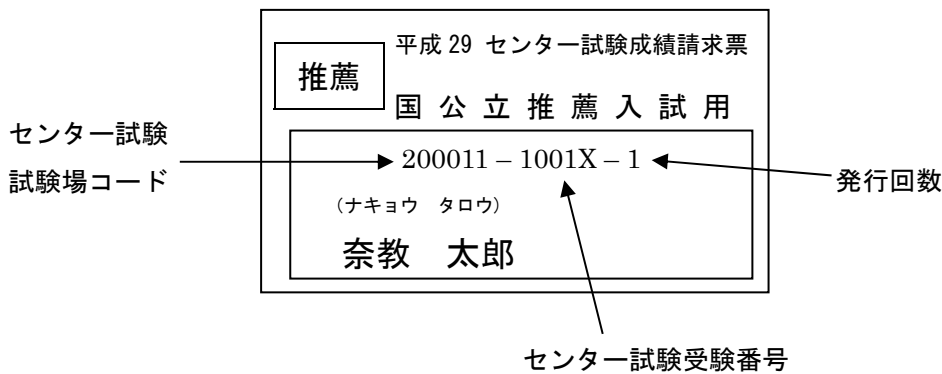 平成 29 センター試験成績請求票
推薦
国公立推薦入試用
センター試験
試験場コード
200011 – 1001X – 1
発行回数
（ナキョウ　タロウ）
奈教　太郎
センター試験受験番号